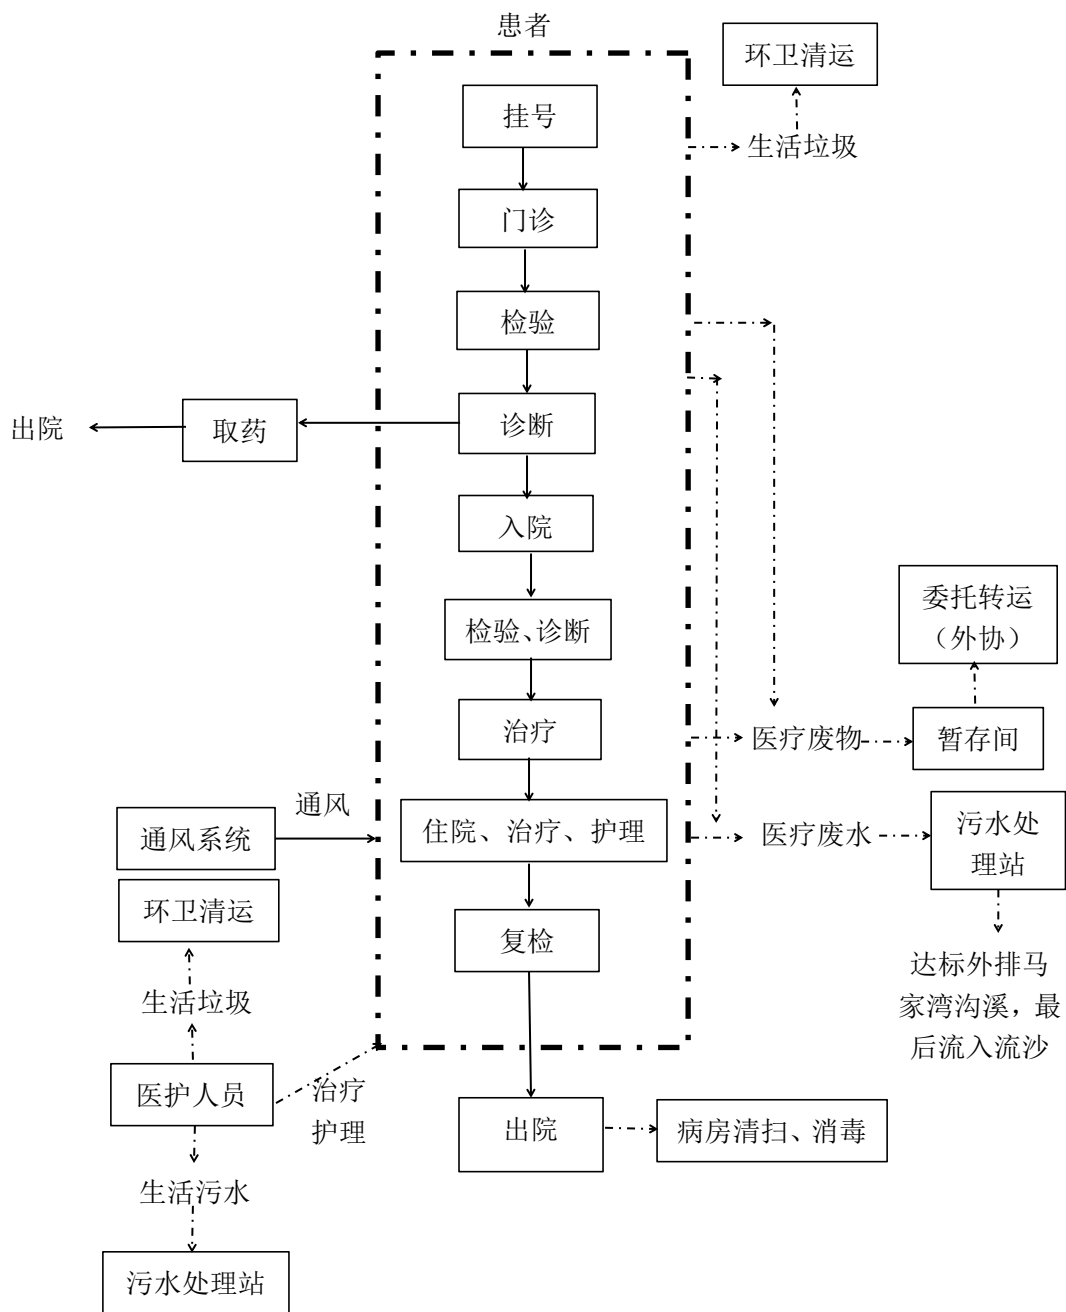 患者
环卫清运
挂号
生活垃圾
门诊
检验
出院
取药
诊断
入院
委托转运
（外协）
检验、诊断
治疗
医疗废物
暂存间
通风
通风系统
住院、治疗、护理
医疗废水
污水处
理站
环卫清运
复检
生活垃圾
达标外排马
家湾沟溪，最
后流入流沙
医护人员
治疗
护理
出院
病房清扫、消毒
生活污水
污水处理站